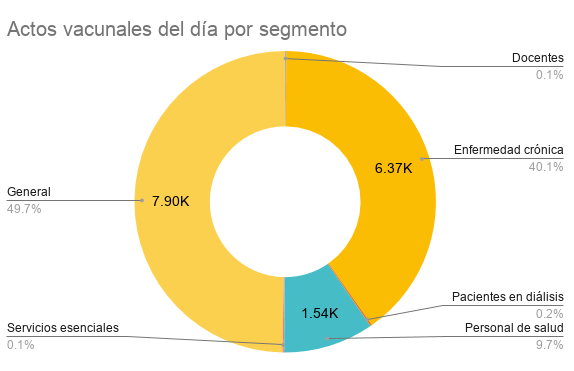 Actos vacunales del día por segmento
Docentes
0.1%
Enfermedad crónica
40.1%
6.37K
General
49.7%
7.90K
Pacientes en diálisis
0.2%
Personal de salud
9.7%
1.54K
Servicios esenciales
0.1%